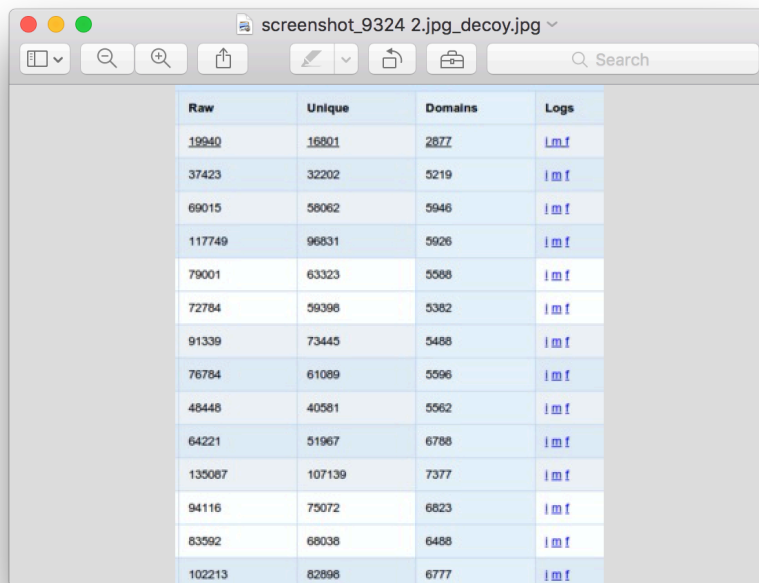 screenshot_9324 2.jpg_decoy.jpg
Search
Raw Unique Domains Logs
19940 16801 2877 i m f
37423 32202 5219 i m f
69015 58062 5946 i m f
117749 96831 5926 i m f
79001 63323 5588 i m f
72784 59398 5382 i m f
91339 73445 5488 i m f
76784 61089 5596 i m f
48448 40581 5562 i m f
64221 51967 6788 i m f
135087 107139 7377 i m f
94116 75072 6823 i m f
83592 68038 6488 i m f
102213 82898 6777 i m f